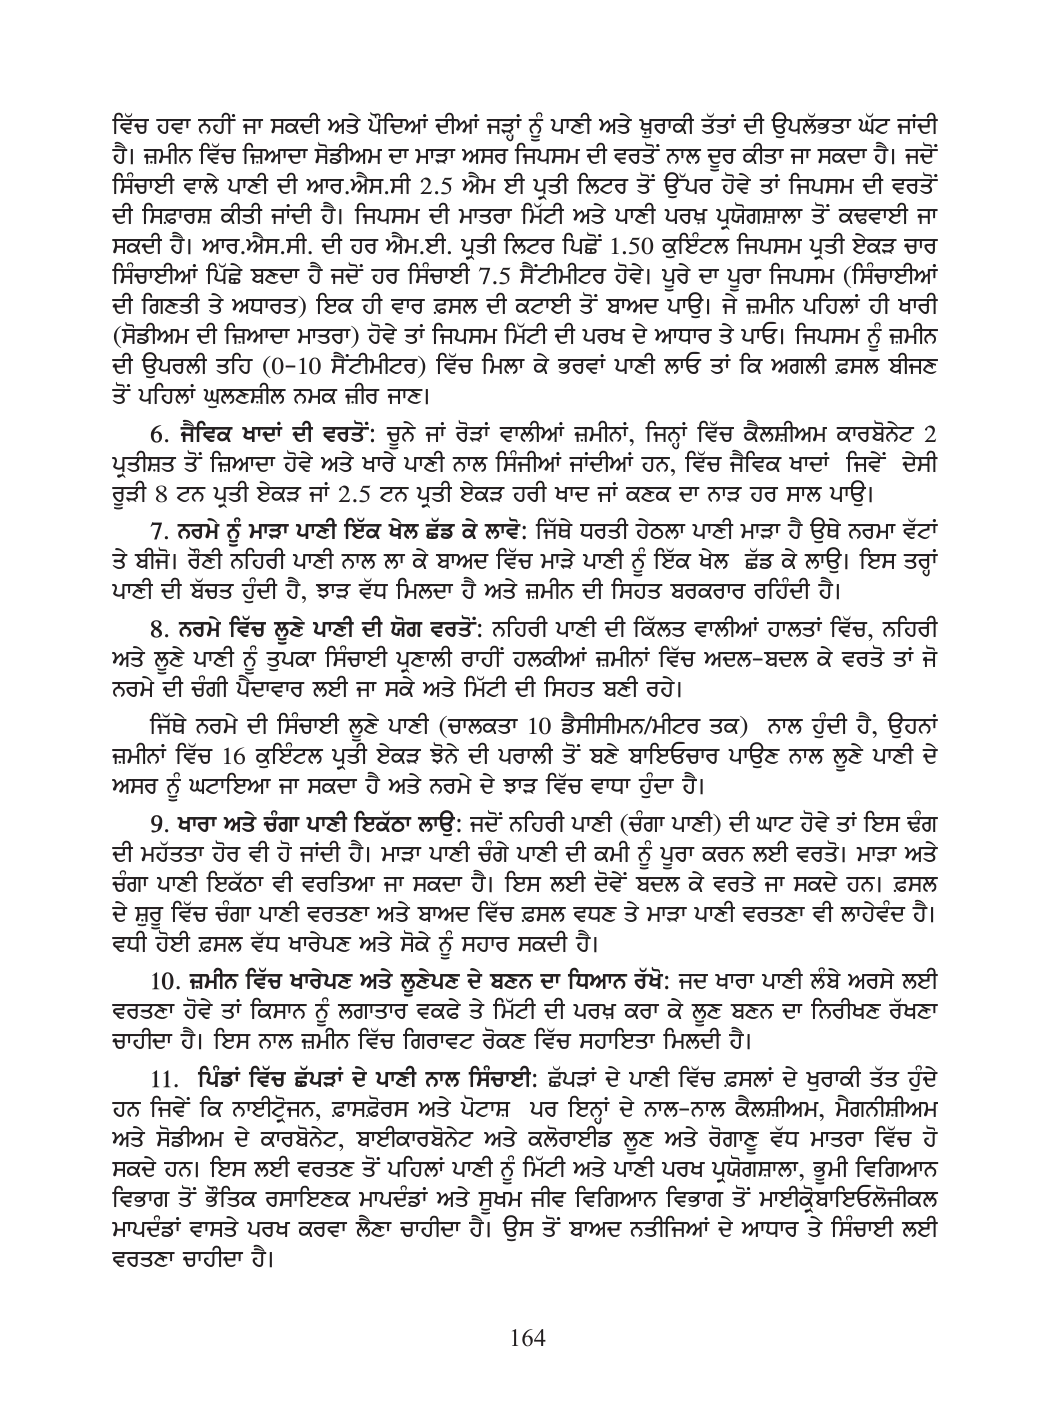 ਵਿੱਚ ਹਵਾ ਨਹੀਂ ਜਾ ਸਕਦੀ ਅਤੇ ਪੌਦਿਆਂ ਦੀਆਂ ਜੜ੍ਹਾਂ ਨੂੰ ਪਾਣੀ ਅਤੇ ਖ਼ੁਰਾਕੀ ਤੱਤਾਂ ਦੀ ਉਪਲੱਭਤਾ ਘੱਟ ਜਾਂਦੀ
ਹੈ। ਜ਼ਮੀਨ ਵਿੱਚ ਜ਼ਿਆਦਾ ਸੋਡੀਅਮ ਦਾ ਮਾੜਾ ਅਸਰ ਜਿਪਸਮ ਦੀ ਵਰਤੋਂ ਨਾਲ ਦੂਰ ਕੀਤਾ ਜਾ ਸਕਦਾ ਹੈ। ਜਦੋਂ
ਸਿੰਚਾਈ ਵਾਲੇ ਪਾਣੀ ਦੀ ਆਰ.ਐਸ.ਸੀ 2.5 ਐਮ ਈ ਪ੍ਰਤੀ ਲਿਟਰ ਤੋਂ ਉੱਪਰ ਹੋਵੇ ਤਾਂ ਜਿਪਸਮ ਦੀ ਵਰਤੋਂ
ਦੀ ਸਿਫ਼ਾਰਸ਼ ਕੀਤੀ ਜਾਂਦੀ ਹੈ। ਜਿਪਸਮ ਦੀ ਮਾਤਰਾ ਮਿੱਟੀ ਅਤੇ ਪਾਣੀ ਪਰਖ਼ ਪ੍ਰਯੋਗਸ਼ਾਲਾ ਤੋਂ ਕਢਵਾਈ ਜਾ
ਸਕਦੀ ਹੈ। ਆਰ.ਐਸ.ਸੀ. ਦੀ ਹਰ ਐਮ.ਈ. ਪ੍ਰਤੀ ਲਿਟਰ ਪਿਛੋਂ 1.50 ਕੁਇੰਟਲ ਜਿਪਸਮ ਪ੍ਰਤੀ ਏਕੜ ਚਾਰ
ਸਿੰਚਾਈਆਂ ਪਿੱਛੇ ਬਣਦਾ ਹੈ ਜਦੋਂ ਹਰ ਸਿੰਚਾਈ 7.5 ਸੈਂਟੀਮੀਟਰ ਹੋਵੇ। ਪੂਰੇ ਦਾ ਪੂਰਾ ਜਿਪਸਮ (ਸਿੰਚਾਈਆਂ
ਦੀ ਗਿਣਤੀ ਤੇ ਅਧਾਰਤ) ਇਕ ਹੀ ਵਾਰ ਫ਼ਸਲ ਦੀ ਕਟਾਈ ਤੋਂ ਬਾਅਦ ਪਾਉ। ਜੇ ਜ਼ਮੀਨ ਪਹਿਲਾਂ ਹੀ ਖਾਰੀ
(ਸੋਡੀਅਮ ਦੀ ਜ਼ਿਆਦਾ ਮਾਤਰਾ) ਹੋਵੇ ਤਾਂ ਜਿਪਸਮ ਮਿੱਟੀ ਦੀ ਪਰਖ ਦੇ ਆਧਾਰ ਤੇ ਪਾਓ। ਜਿਪਸਮ ਨੂੰ ਜ਼ਮੀਨ
ਦੀ ਉਪਰਲੀ ਤਹਿ (0-10 ਸੈਂਟੀਮੀਟਰ) ਵਿੱਚ ਮਿਲਾ ਕੇ ਭਰਵਾਂ ਪਾਣੀ ਲਾਓ ਤਾਂ ਕਿ ਅਗਲੀ ਫ਼ਸਲ ਬੀਜਣ
ਤੋਂ ਪਹਿਲਾਂ ਘੁਲਣਸ਼ੀਲ ਨਮਕ ਜ਼ੀਰ ਜਾਣ।
6. ਜੈਵਿਕ ਖਾਦਾਂ ਦੀ ਵਰਤੋਂ: ਚੂਨੇ ਜਾਂ ਰੋੜਾਂ ਵਾਲੀਆਂ ਜ਼ਮੀਨਾਂ, ਜਿਨ੍ਹਾਂ ਵਿੱਚ ਕੈਲਸ਼ੀਅਮ ਕਾਰਬੋਨੇਟ 2
ਪ੍ਰਤੀਸ਼ਤ ਤੋਂ ਜ਼ਿਆਦਾ ਹੋਵੇ ਅਤੇ ਖਾਰੇ ਪਾਣੀ ਨਾਲ ਸਿੰਜੀਆਂ ਜਾਂਦੀਆਂ ਹਨ, ਵਿੱਚ ਜੈਵਿਕ ਖਾਦਾਂ ਜਿਵੇਂ ਦੇਸੀ
ਰੂੜੀ 8 ਟਨ ਪ੍ਰਤੀ ਏਕੜ ਜਾਂ 2.5 ਟਨ ਪ੍ਰਤੀ ਏਕੜ ਹਰੀ ਖਾਦ ਜਾਂ ਕਣਕ ਦਾ ਨਾੜ ਹਰ ਸਾਲ ਪਾਉ।
7. ਨਰਮੇ ਨੂੰ ਮਾੜਾ ਪਾਣੀ ਇੱਕ ਖੇਲ ਛੱਡ ਕੇ ਲਾਵੋ: ਜਿੱਥੇ ਧਰਤੀ ਹੇਠਲਾ ਪਾਣੀ ਮਾੜਾ ਹੈ ਉਥੇ ਨਰਮਾ ਵੱਟਾਂ
ਤੇ ਬੀਜੋ। ਰੌਣੀ ਨਹਿਰੀ ਪਾਣੀ ਨਾਲ ਲਾ ਕੇ ਬਾਅਦ ਵਿੱਚ ਮਾੜੇ ਪਾਣੀ ਨੂੰ ਇੱਕ ਖੇਲ ਛੱਡ ਕੇ ਲਾਉ। ਇਸ ਤਰ੍ਹਾਂ
ਪਾਣੀ ਦੀ ਬੱਚਤ ਹੁੰਦੀ ਹੈ, ਝਾੜ ਵੱਧ ਮਿਲਦਾ ਹੈ ਅਤੇ ਜ਼ਮੀਨ ਦੀ ਸਿਹਤ ਬਰਕਰਾਰ ਰਹਿੰਦੀ ਹੈ।
8. ਨਰਮੇ ਵਿੱਚ ਲੂਣੇ ਪਾਣੀ ਦੀ ਯੋਗ ਵਰਤੋਂ: ਨਹਿਰੀ ਪਾਣੀ ਦੀ ਕਿੱਲਤ ਵਾਲੀਆਂ ਹਾਲਤਾਂ ਵਿੱਚ, ਨਹਿਰੀ
ਅਤੇ ਲੂਣੇ ਪਾਣੀ ਨੂੰ ਤੁਪਕਾ ਸਿੰਚਾਈ ਪ੍ਰਣਾਲੀ ਰਾਹੀਂ ਹਲਕੀਆਂ ਜ਼ਮੀਨਾਂ ਵਿੱਚ ਅਦਲ-ਬਦਲ ਕੇ ਵਰਤੋ ਤਾਂ ਜੋ
ਨਰਮੇ ਦੀ ਚੰਗੀ ਪੈਦਾਵਾਰ ਲਈ ਜਾ ਸਕੇ ਅਤੇ ਮਿੱਟੀ ਦੀ ਸਿਹਤ ਬਣੀ ਰਹੇ।
ਜਿੱਥੇ ਨਰਮੇ ਦੀ ਸਿੰਚਾਈ ਲੂਣੇ ਪਾਣੀ (ਚਾਲਕਤਾ 10 ਡੈਸੀਸੀਮਨ/ਮੀਟਰ ਤਕ) ਨਾਲ ਹੁੰਦੀ ਹੈ, ਉਹਨਾਂ
ਜ਼ਮੀਨਾਂ ਵਿੱਚ 16 ਕੁਇੰਟਲ ਪ੍ਰਤੀ ਏਕੜ ਝੋਨੇ ਦੀ ਪਰਾਲੀ ਤੋਂ ਬਣੇ ਬਾਇਓਚਾਰ ਪਾਉਣ ਨਾਲ ਲੂਣੇ ਪਾਣੀ ਦੇ
ਅਸਰ ਨੂੰ ਘਟਾਇਆ ਜਾ ਸਕਦਾ ਹੈ ਅਤੇ ਨਰਮੇ ਦੇ ਝਾੜ ਵਿੱਚ ਵਾਧਾ ਹੁੰਦਾ ਹੈ।
9. ਖਾਰਾ ਅਤੇ ਚੰਗਾ ਪਾਣੀ ਇਕੱਠਾ ਲਾਉ: ਜਦੋਂ ਨਹਿਰੀ ਪਾਣੀ (ਚੰਗਾ ਪਾਣੀ) ਦੀ ਘਾਟ ਹੋਵੇ ਤਾਂ ਇਸ ਢੰਗ
ਦੀ ਮਹੱਤਤਾ ਹੋਰ ਵੀ ਹੋ ਜਾਂਦੀ ਹੈ। ਮਾੜਾ ਪਾਣੀ ਚੰਗੇ ਪਾਣੀ ਦੀ ਕਮੀ ਨੂੰ ਪੂਰਾ ਕਰਨ ਲਈ ਵਰਤੋ। ਮਾੜਾ ਅਤੇ
ਚੰਗਾ ਪਾਣੀ ਇਕੱਠਾ ਵੀ ਵਰਤਿਆ ਜਾ ਸਕਦਾ ਹੈ। ਇਸ ਲਈ ਦੋਵੇਂ ਬਦਲ ਕੇ ਵਰਤੇ ਜਾ ਸਕਦੇ ਹਨ। ਫ਼ਸਲ
ਦੇ ਸ਼ੁਰੂ ਵਿੱਚ ਚੰਗਾ ਪਾਣੀ ਵਰਤਣਾ ਅਤੇ ਬਾਅਦ ਵਿੱਚ ਫ਼ਸਲ ਵਧਣ ਤੇ ਮਾੜਾ ਪਾਣੀ ਵਰਤਣਾ ਵੀ ਲਾਹੇਵੰਦ ਹੈ।
ਵਧੀ ਹੋਈ ਫ਼ਸਲ ਵੱਧ ਖਾਰੇਪਣ ਅਤੇ ਸੋਕੇ ਨੂੰ ਸਹਾਰ ਸਕਦੀ ਹੈ।
10. ਜ਼ਮੀਨ ਵਿੱਚ ਖਾਰੇਪਣ ਅਤੇ ਲੂਣੇਪਣ ਦੇ ਬਣਨ ਦਾ ਧਿਆਨ ਰੱਖੋ: ਜਦ ਖਾਰਾ ਪਾਣੀ ਲੰਬੇ ਅਰਸੇ ਲਈ
ਵਰਤਣਾ ਹੋਵੇ ਤਾਂ ਕਿਸਾਨ ਨੂੰ ਲਗਾਤਾਰ ਵਕਫੇ ਤੇ ਮਿੱਟੀ ਦੀ ਪਰਖ਼ ਕਰਾ ਕੇ ਲੂਣ ਬਣਨ ਦਾ ਨਿਰੀਖਣ ਰੱਖਣਾ
ਚਾਹੀਦਾ ਹੈ। ਇਸ ਨਾਲ ਜ਼ਮੀਨ ਵਿੱਚ ਗਿਰਾਵਟ ਰੋਕਣ ਵਿੱਚ ਸਹਾਇਤਾ ਮਿਲਦੀ ਹੈ।
11. ਪਿੰਡਾਂ ਵਿੱਚ ਛੱਪੜਾਂ ਦੇ ਪਾਣੀ ਨਾਲ ਸਿੰਚਾਈ: ਛੱਪੜਾਂ ਦੇ ਪਾਣੀ ਵਿੱਚ ਫ਼ਸਲਾਂ ਦੇ ਖੁਰਾਕੀ ਤੱਤ ਹੁੰਦੇ
ਹਨ ਜਿਵੇਂ ਕਿ ਨਾਈਟ੍ਰੋਜਨ, ਫ਼ਾਸਫ਼ੋਰਸ ਅਤੇ ਪੋਟਾਸ਼ ਪਰ ਇਨ੍ਹਾਂ ਦੇ ਨਾਲ-ਨਾਲ ਕੈਲਸ਼ੀਅਮ, ਮੈਗਨੀਸ਼ੀਅਮ
ਅਤੇ ਸੋਡੀਅਮ ਦੇ ਕਾਰਬੋਨੇਟ, ਬਾਈਕਾਰਬੋਨੇਟ ਅਤੇ ਕਲੋਰਾਈਡ ਲੂਣ ਅਤੇ ਰੋਗਾਣੂ ਵੱਧ ਮਾਤਰਾ ਵਿੱਚ ਹੋ
ਸਕਦੇ ਹਨ। ਇਸ ਲਈ ਵਰਤਣ ਤੋਂ ਪਹਿਲਾਂ ਪਾਣੀ ਨੂੰ ਮਿੱਟੀ ਅਤੇ ਪਾਣੀ ਪਰਖ ਪ੍ਰਯੋਗਸ਼ਾਲਾ, ਭੂਮੀ ਵਿਗਿਆਨ
ਵਿਭਾਗ ਤੋਂ ਭੌਤਿਕ ਰਸਾਇਣਕ ਮਾਪਦੰਡਾਂ ਅਤੇ ਸੂਖਮ ਜੀਵ ਵਿਗਿਆਨ ਵਿਭਾਗ ਤੋਂ ਮਾਈਕ੍ਰੋਬਾਇਓਲੋਜੀਕਲ
ਮਾਪਦੰਡਾਂ ਵਾਸਤੇ ਪਰਖ ਕਰਵਾ ਲੈਣਾ ਚਾਹੀਦਾ ਹੈ। ਉਸ ਤੋਂ ਬਾਅਦ ਨਤੀਜਿਆਂ ਦੇ ਆਧਾਰ ਤੇ ਸਿੰਚਾਈ ਲਈ
ਵਰਤਣਾ ਚਾਹੀਦਾ ਹੈ।
164